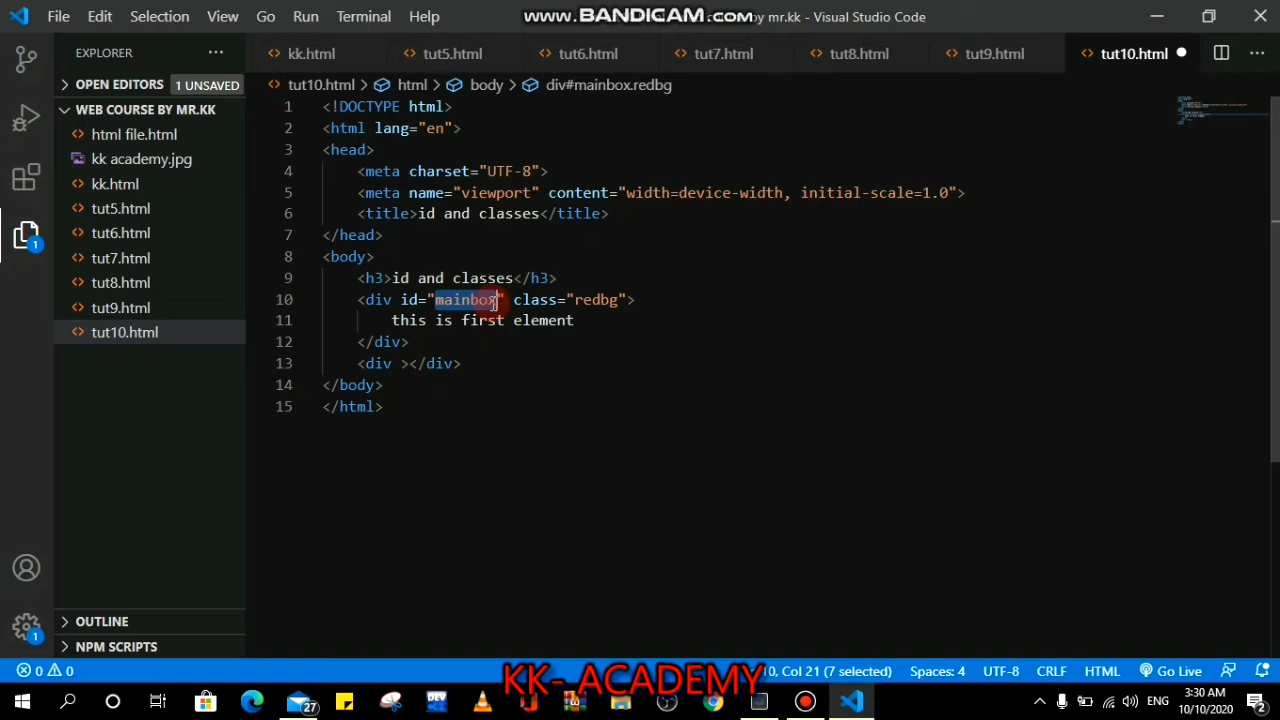 File Edit Selection View Go Run Terminal Help
www.BANDICAM.com
by mr.kk - Visual Studio Code
EXPLORER
kk.html
tut5.html
tut6.html
tut7.html
tut8.html
tut9.html
tut10.html
OPEN EDITORS 1 UNSAVED
tut10.html > html > body > div#mainbox.redbg
WEB COURSE BY MR.KK
html file.html
kk academy.jpg
kk.html
tut5.html
tut6.html
tut7.html
tut8.html
tut9.html
tut10.html
1 <!DOCTYPE html>
2 <html lang="en">
3 <head>
4 <meta charset="UTF-8">
5 <meta name="viewport" content="width=device-width, initial-scale=1.0">
6 <title>id and classes</title>
7 </head>
8 <body>
9 <h3>id and classes</h3>
10 <div id="mainbox" class="redbg">
11 this is first element
12 </div>
13 <div ></div>
14 </body>
15 </html>
1
1
OUTLINE
NPM SCRIPTS
0 0
KK- ACADEMY
10, Col 21 (7 selected) Spaces: 4 UTF-8 CRLF HTML Go Live
27
DEV
ENG
3:30 AM
10/10/2020
2